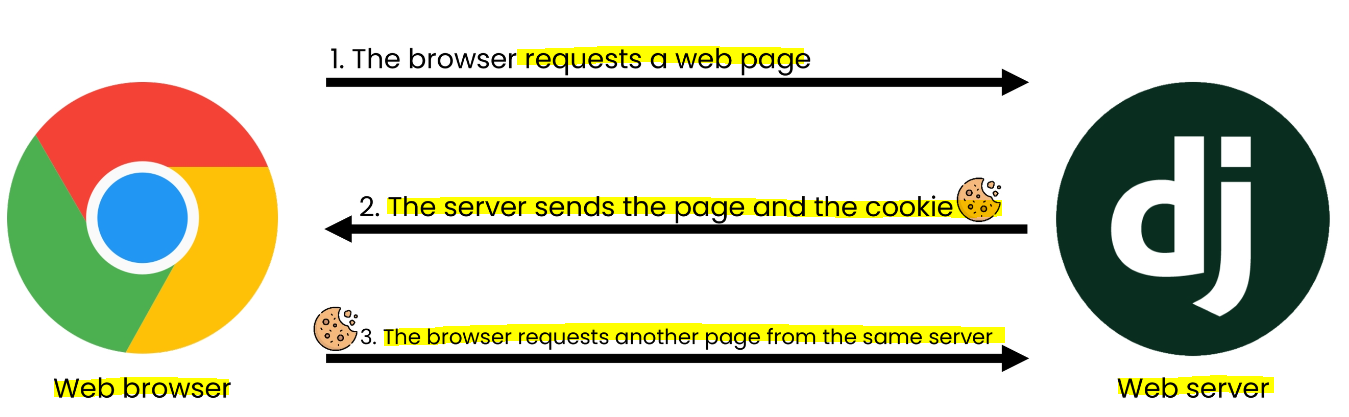 1. The browser requests a web page
2. The server sends the page and the cookie
3. The browser requests another page from the same server
Web browser
Web server
dj